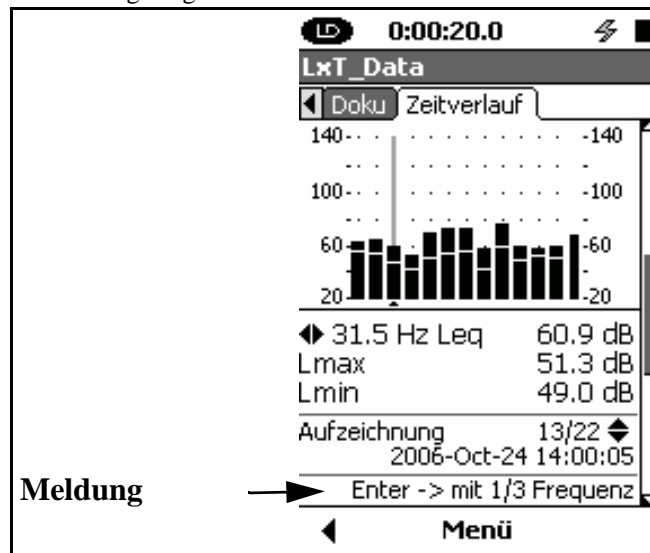 LD 0:00:20.0
LxT_Data
Doku Zeitverlauf
140 -140
100 -100
60 -60
20 -20
31.5 Hz Leq 60.9 dB
Lmax 51.3 dB
Lmin 49.0 dB
Aufzeichnung 13/22
2006-Oct-24 14:00:05
Meldung Enter -> mit 1/3 Frequenz
Menü